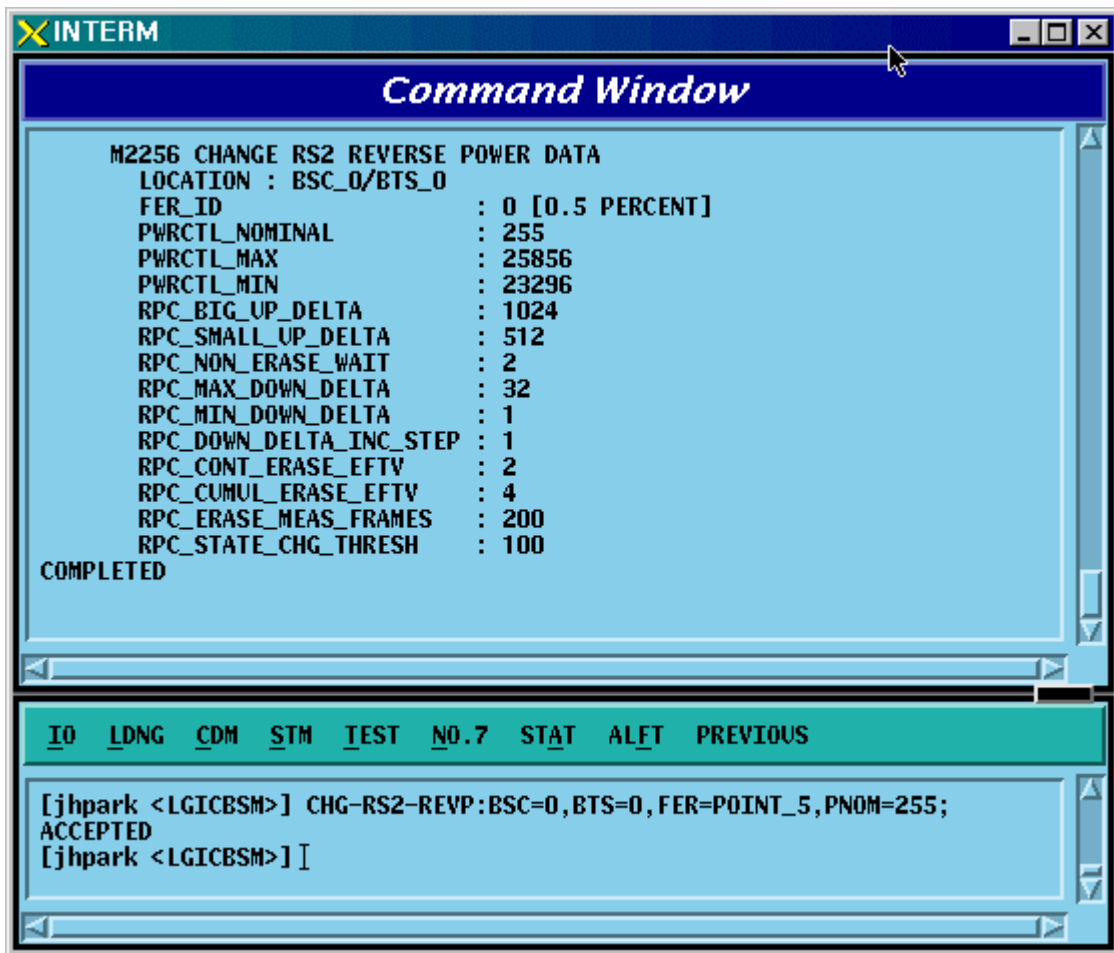 INTERM
Command Window
M2256 CHANGE RS2 REVERSE POWER DATA
LOCATION : BSC_0/BTS_0
FER_ID : 0 [0.5 PERCENT]
PWRCTL_NOMINAL : 255
PWRCTL_MAX : 25856
PWRCTL_MIN : 23296
RPC_BIG_UP_DELTA : 1024
RPC_SMALL_UP_DELTA : 512
RPC_NON_ERASE_WAIT : 2
RPC_MAX_DOWN_DELTA : 32
RPC_MIN_DOWN_DELTA : 1
RPC_DOWN_DELTA_INC_STEP : 1
RPC_CONT_ERASE_EFTV : 2
RPC_CUMUL_ERASE_EFTV : 4
RPC_ERASE_MEAS_FRAMES : 200
RPC_STATE_CHG_THRESH : 100
COMPLETED
IO LDNG CDM STM TEST NO.7 STAT ALFT PREVIOUS
[jhpark <LGICBSM>] CHG-RS2-REVP:BSC=0,BTS=0,FER=POINT_5,PNOM=255;
ACCEPTED
[jhpark <LGICBSM>]